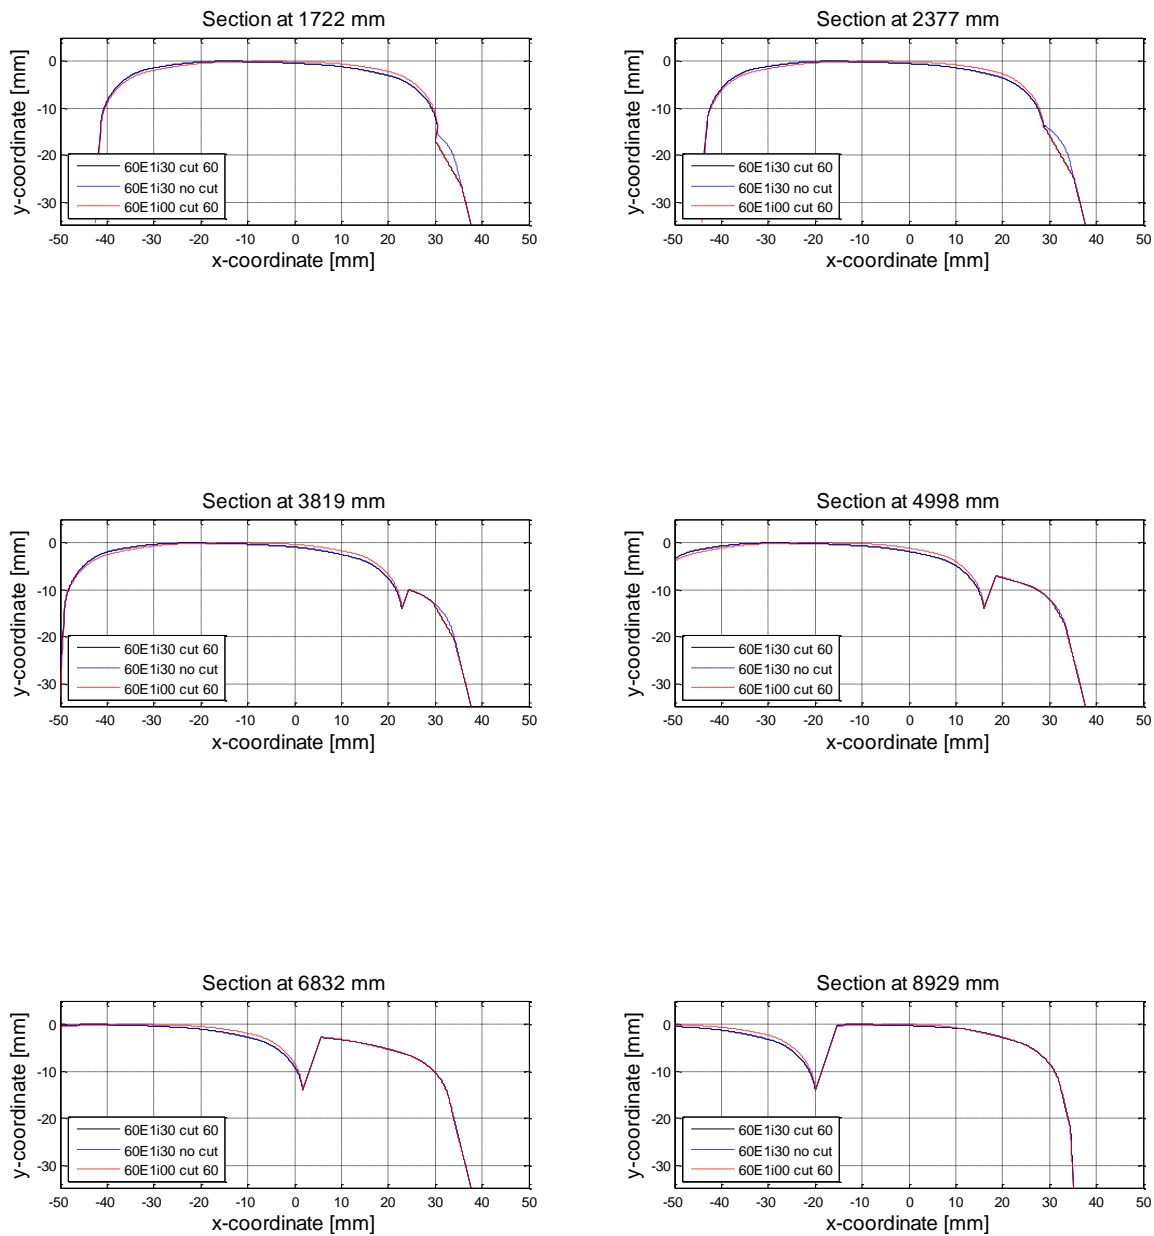 Section at 1722 mm
y-coordinate [mm]
0
-10
-20
-30
60E1i30 cut 60
60E1i30 no cut
60E1i00 cut 60
-50 -40 -30 -20 -10 0 10 20 30 40 50
x-coordinate [mm]
Section at 2377 mm
y-coordinate [mm]
0
-10
-20
-30
60E1i30 cut 60
60E1i30 no cut
60E1i00 cut 60
-50 -40 -30 -20 -10 0 10 20 30 40 50
x-coordinate [mm]
Section at 3819 mm
y-coordinate [mm]
0
-10
-20
-30
60E1i30 cut 60
60E1i30 no cut
60E1i00 cut 60
-50 -40 -30 -20 -10 0 10 20 30 40 50
x-coordinate [mm]
Section at 4998 mm
y-coordinate [mm]
0
-10
-20
-30
60E1i30 cut 60
60E1i30 no cut
60E1i00 cut 60
-50 -40 -30 -20 -10 0 10 20 30 40 50
x-coordinate [mm]
Section at 6832 mm
y-coordinate [mm]
0
-10
-20
-30
60E1i30 cut 60
60E1i30 no cut
60E1i00 cut 60
-50 -40 -30 -20 -10 0 10 20 30 40 50
x-coordinate [mm]
Section at 8929 mm
y-coordinate [mm]
0
-10
-20
-30
60E1i30 cut 60
60E1i30 no cut
60E1i00 cut 60
-50 -40 -30 -20 -10 0 10 20 30 40 50
x-coordinate [mm]